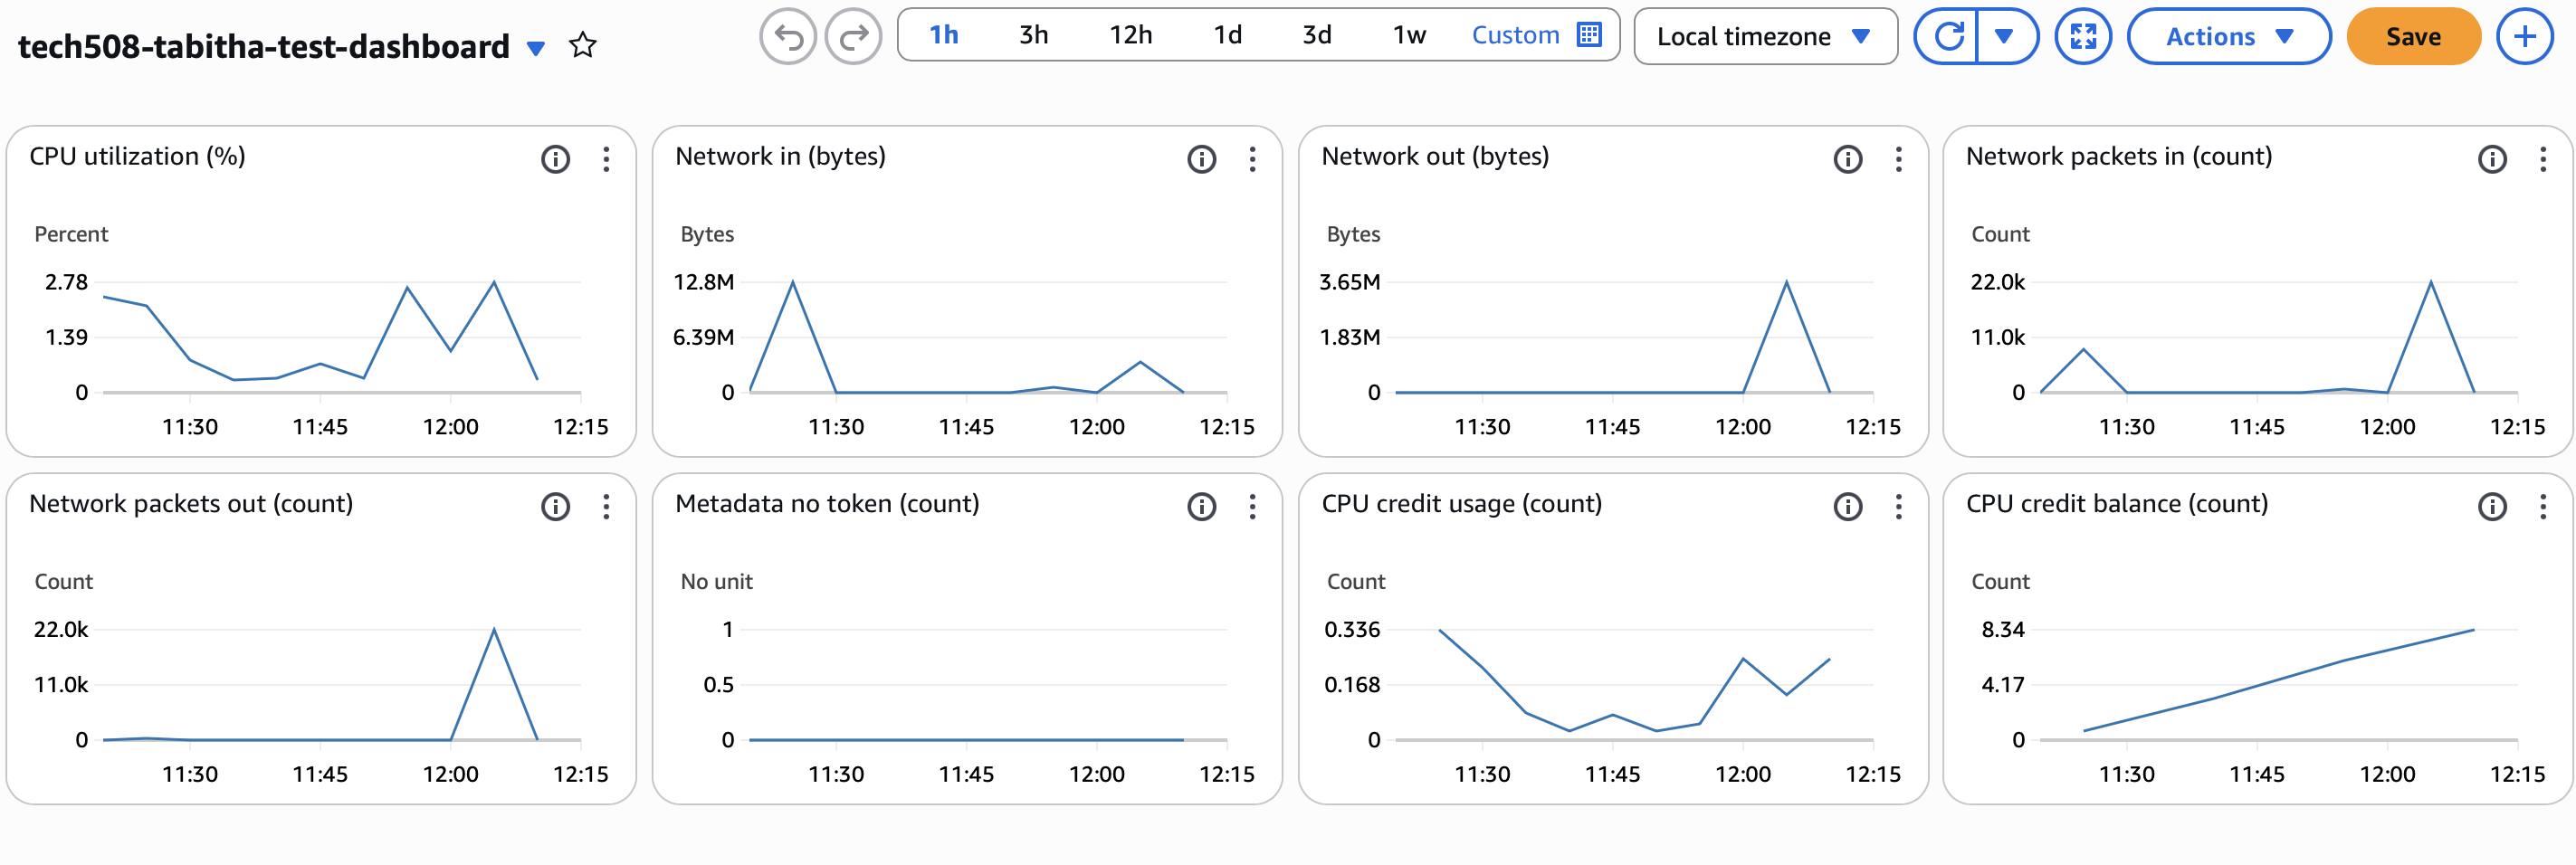 tech508-tabitha-test-dashboard
1h 3h 12h 1d 3d 1w Custom
Local timezone
Actions
Save
CPU utilization (%)
Percent
2.78
1.39
0
11:30 11:45 12:00 12:15
Network in (bytes)
Bytes
12.8M
6.39M
0
11:30 11:45 12:00 12:15
Network out (bytes)
Bytes
3.65M
1.83M
0
11:30 11:45 12:00 12:15
Network packets in (count)
Count
22.0k
11.0k
0
11:30 11:45 12:00 12:15
Network packets out (count)
Count
22.0k
11.0k
0
11:30 11:45 12:00 12:15
Metadata no token (count)
No unit
1
0.5
0
11:30 11:45 12:00 12:15
CPU credit usage (count)
Count
0.336
0.168
0
11:30 11:45 12:00 12:15
CPU credit balance (count)
Count
8.34
4.17
0
11:30 11:45 12:00 12:15